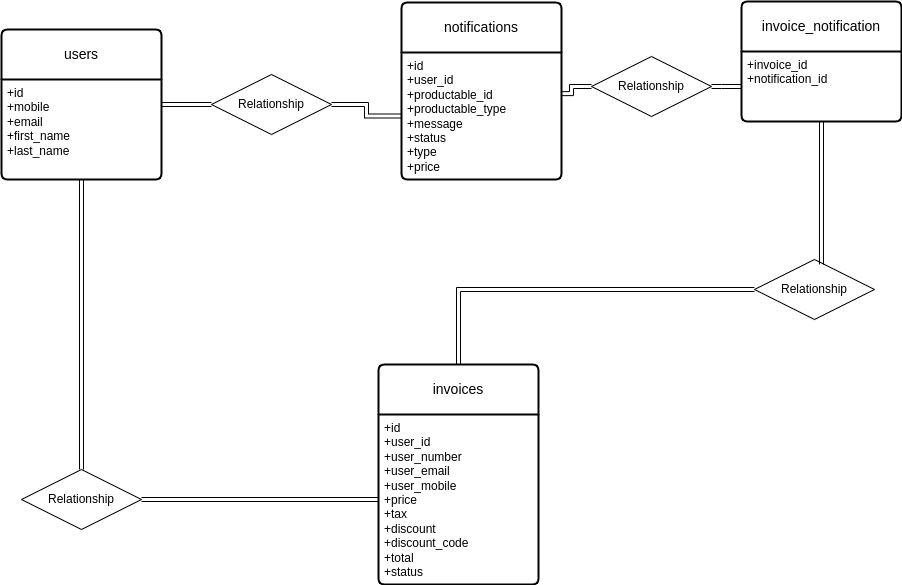 users
+id
+mobile
+email
+first_name
+last_name
Relationship
notifications
+id
+user_id
+productable_id
+productable_type
+message
+status
+type
+price
Relationship
invoice_notification
+invoice_id
+notification_id
Relationship
invoices
+id
+user_id
+user_number
+user_email
+user_mobile
+price
+tax
+discount
+discount_code
+total
+status
Relationship